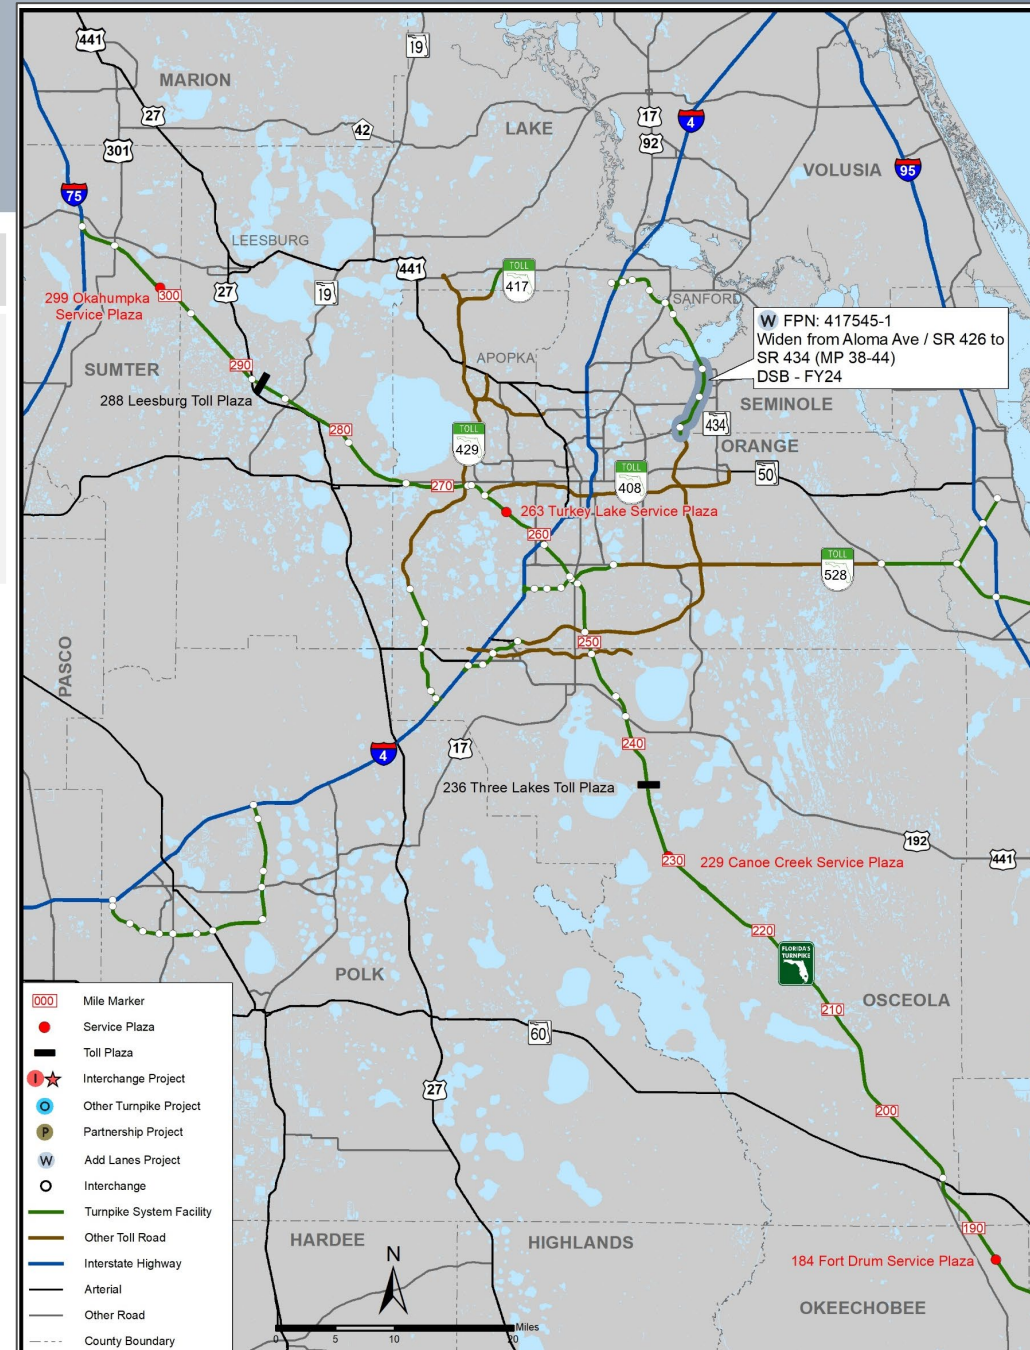 441
19
MARION
27
17
4
LAKE
42
301
92
VOLUSIA
95
75
LEESBURG
441
TOLL
417
27
19
299 Okahumpka
Service Plaza
300
SANFORD
W FPN: 417545-1
Widen from Aloma Ave / SR 426 to
SR 434 (MP 38-44)
DSB - FY24
APOPKA
SUMTER
290
288 Leesburg Toll Plaza
SEMINOLE
434
280
TOLL
429
ORANGE
TOLL
408
50
270
263 Turkey Lake Service Plaza
260
TOLL
528
PASCO
250
240
17
4
236 Three Lakes Toll Plaza
192
441
230
229 Canoe Creek Service Plaza
220
FLORIDA'S
TURNPIKE
POLK
OSCEOLA
210
60
27
200
190
HARDEE
HIGHLANDS
184 Fort Drum Service Plaza
OKEECHOBEE
000 Mile Marker
Service Plaza
Toll Plaza
I Interchange Project
O Other Turnpike Project
P Partnership Project
W Add Lanes Project
Interchange
Turnpike System Facility
Other Toll Road
Interstate Highway
Arterial
Other Road
County Boundary
N
Miles
0 5 10 20